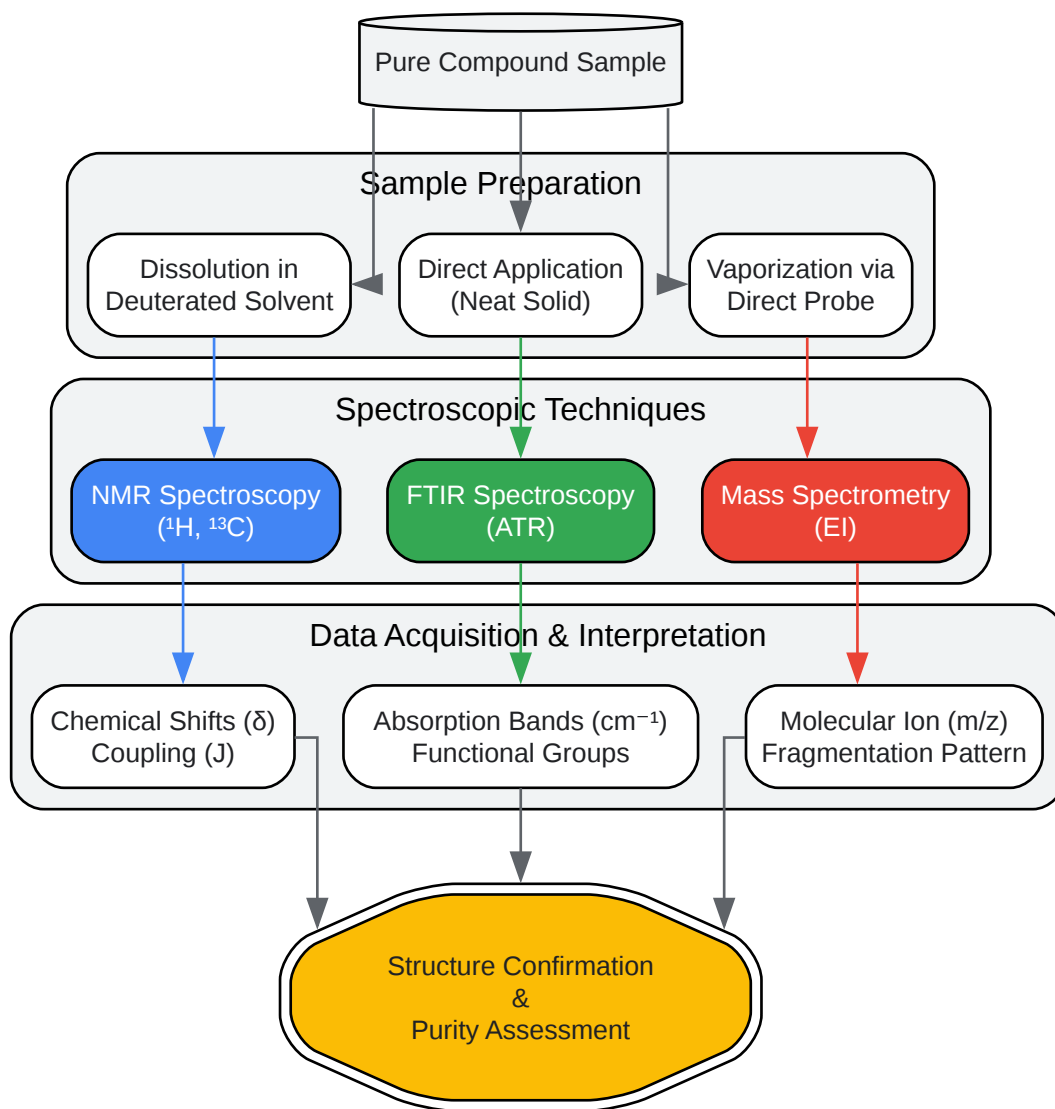 Pure Compound Sample
Sample Preparation
Dissolution in
Deuterated Solvent
Direct Application
(Neat Solid)
Vaporization via
Direct Probe
Spectroscopic Techniques
NMR Spectroscopy
(¹H, ¹³C)
FTIR Spectroscopy
(ATR)
Mass Spectrometry
(EI)
Data Acquisition & Interpretation
Chemical Shifts (δ)
Coupling (J)
Absorption Bands (cm⁻¹)
Functional Groups
Molecular Ion (m/z)
Fragmentation Pattern
Structure Confirmation
&
Purity Assessment